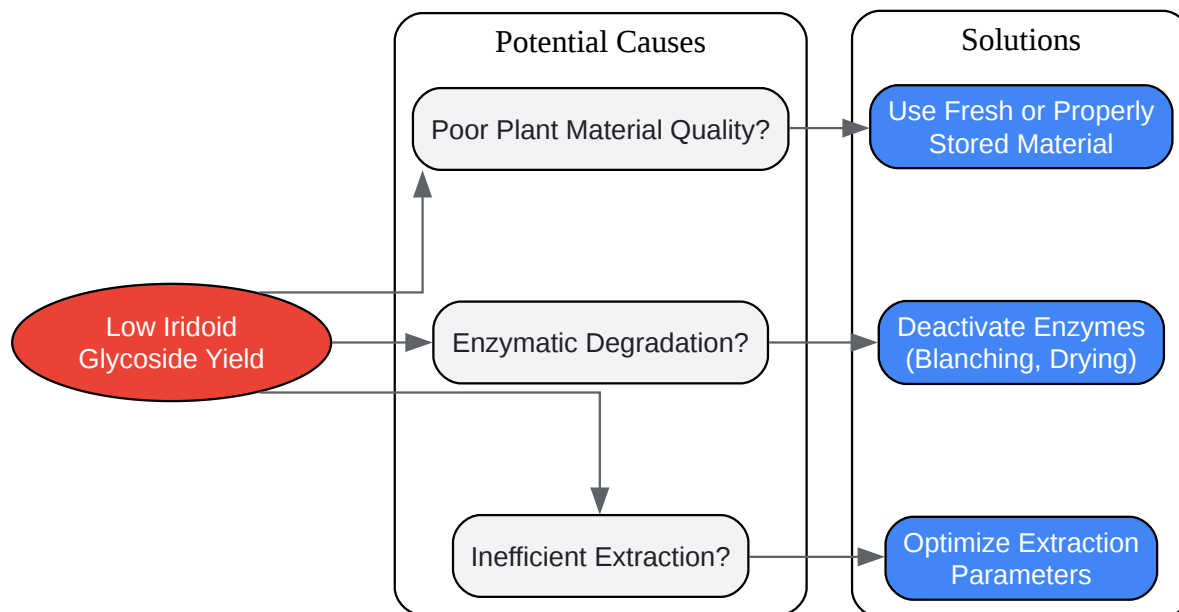 Potential Causes
Solutions
Poor Plant Material Quality?
Use Fresh or Properly
Stored Material
Low Iridoid
Glycoside Yield
Enzymatic Degradation?
Deactivate Enzymes
(Blanching, Drying)
Inefficient Extraction?
Optimize Extraction
Parameters